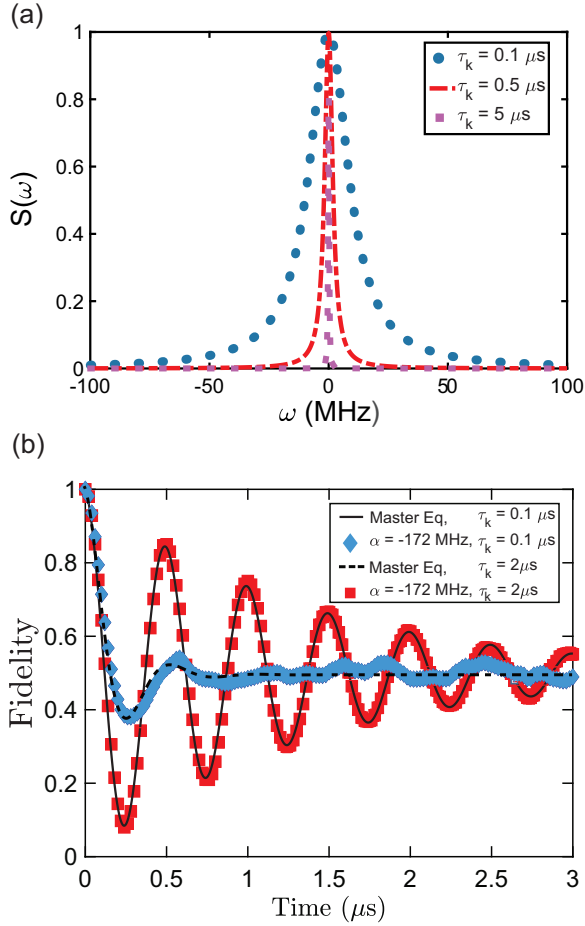 (a)
1
0.8
0.6
0.4
0.2
0
S(ω)
τk = 0.1 μs
τk = 0.5 μs
τk = 5 μs
-100 -50 0 50 100
ω (MHz)
(b)
1
0.8
0.6
0.4
0.2
0
Fidelity
Master Eq, τk = 0.1 μs
α = -172 MHz, τk = 0.1 μs
Master Eq, τk = 2μs
α = -172 MHz, τk = 2μs
0 0.5 1 1.5 2 2.5 3
Time (μs)